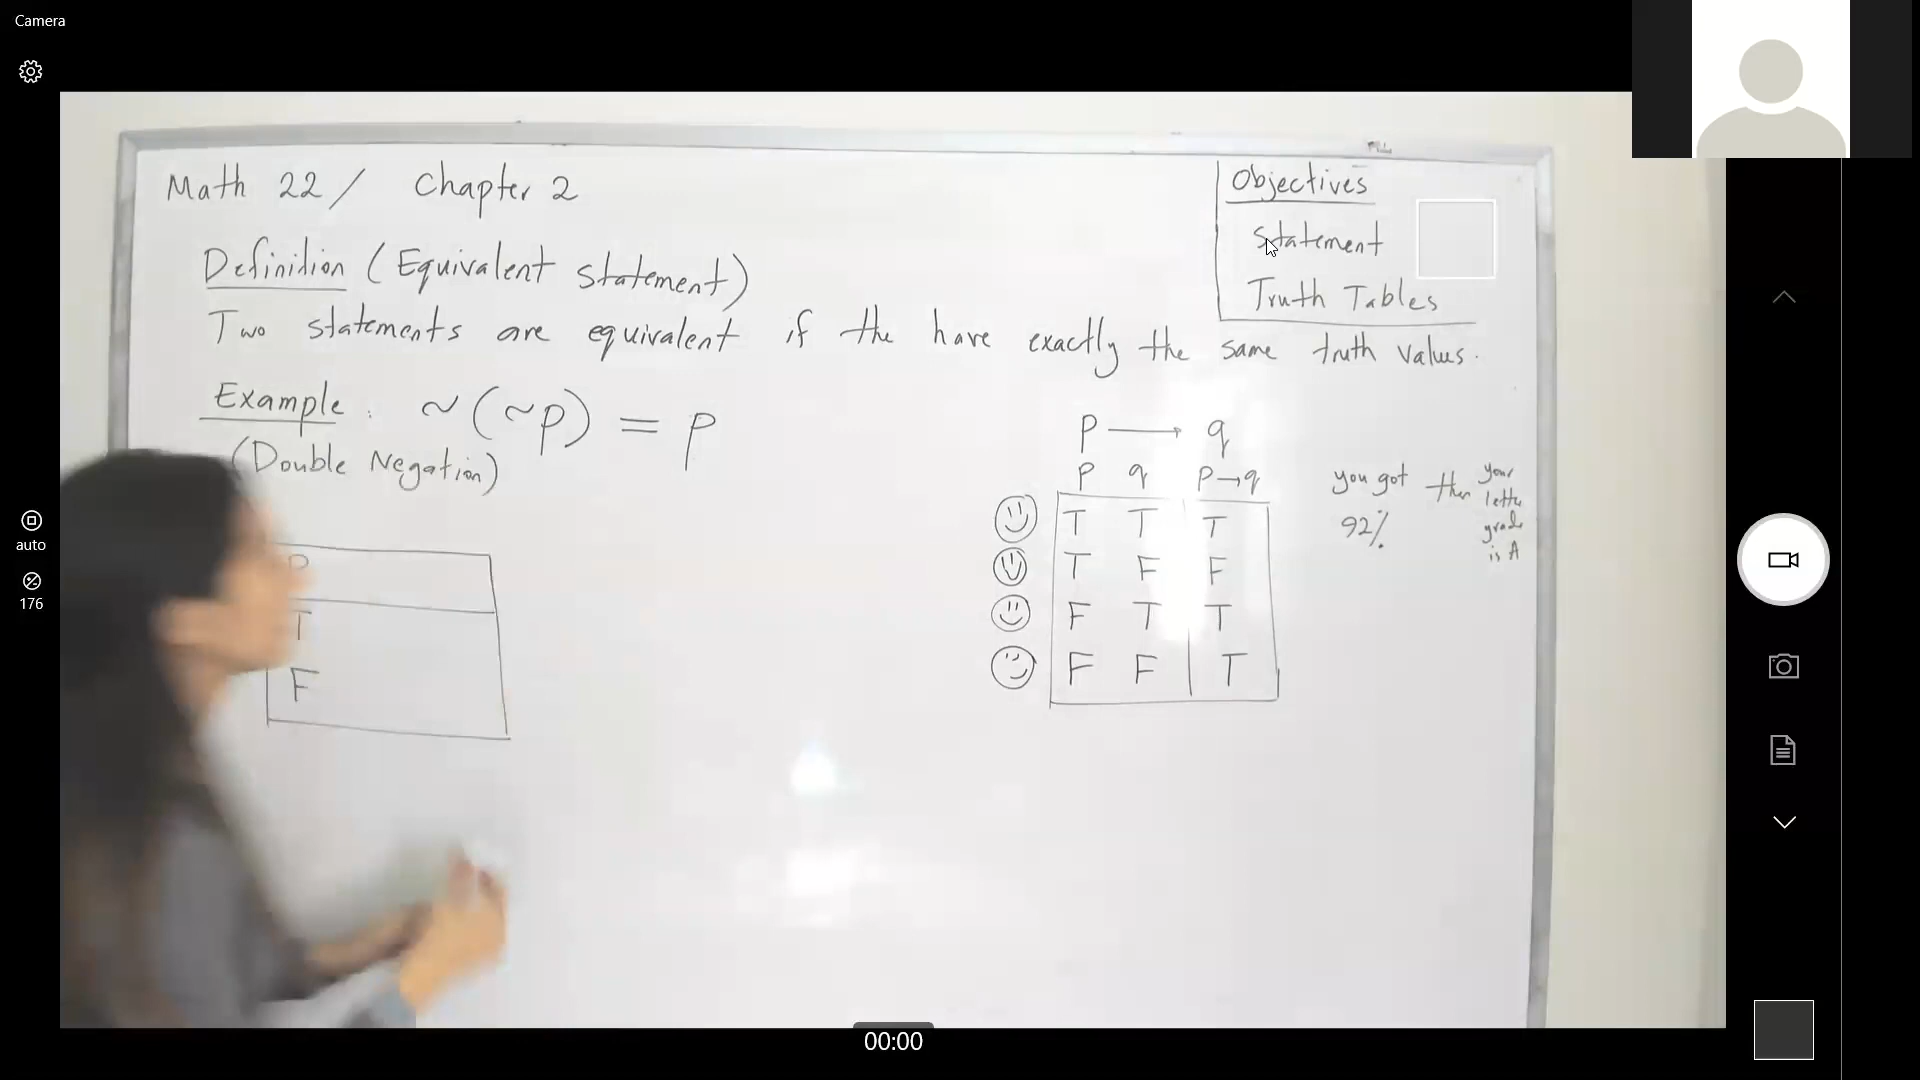 Camera
Math 22 / Chapter 2
Objectives
Statement
Truth Tables
Definition (Equivalent statement)
Two statements are equivalent if the have exactly the same truth values.
Example : ~(~p) = p
(Double Negation)
p → q
p q p→q
T T T
T F F
F T T
F F T
you got
92%
then
your
letter
grade
is A
P
T
F
auto
176
00:00